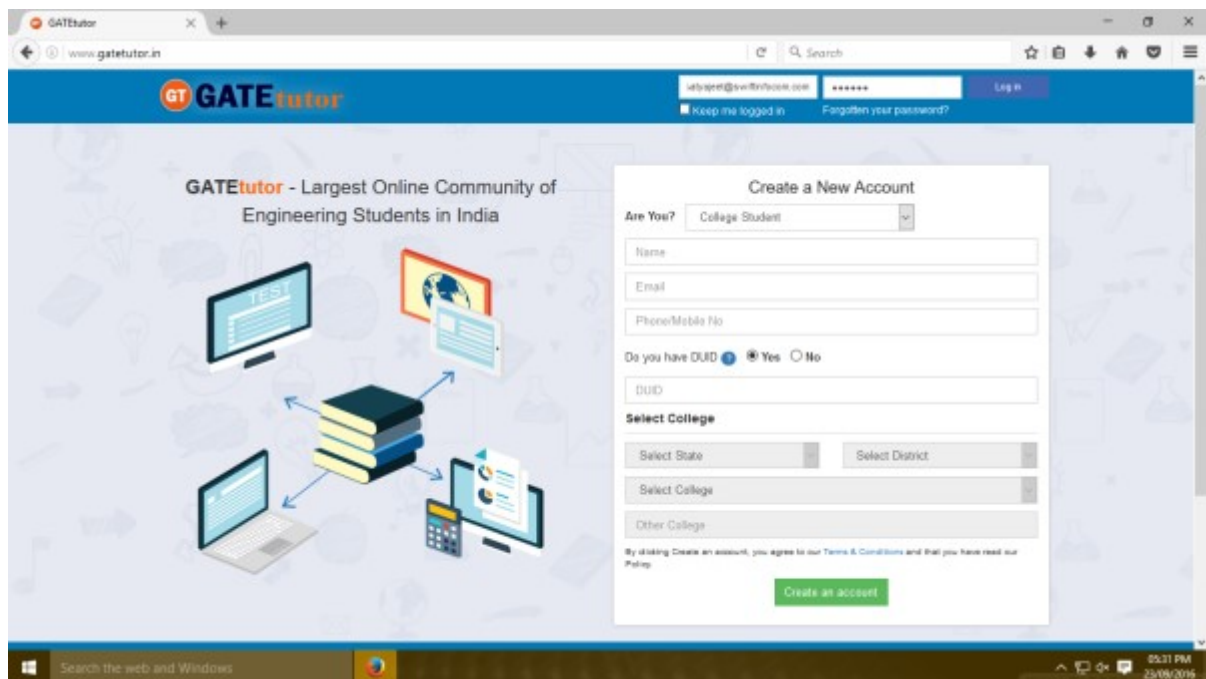 GATEtutor
www.gatetutor.in
Search
GT GATEtutor
Log in
Keep me logged in
Forgotten your password?
GATEtutor - Largest Online Community of
Engineering Students in India
TEST
Create a New Account
Are You? College Student
Name
Email
Phone/Mobile No
Do you have DUID ? Yes No
DUID
Select College
Select State Select District
Select College
Other College
By clicking Create an account, you agree to our Terms & Conditions and that you have read our
Policy.
Create an account
Search the web and Windows
05:31 PM
23/09/2016